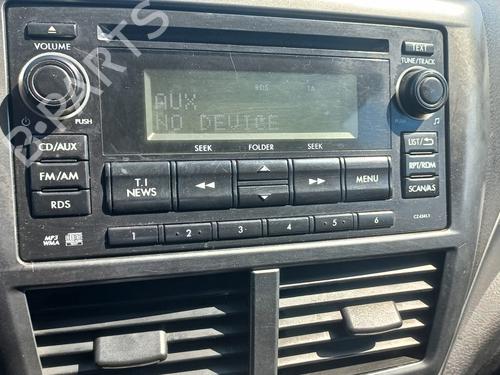 VOLUME
TEXT
TUNE/TRACK
RDS TA
AUX
NO DEVICE
PUSH
PUSH
SEEK FOLDER SEEK
CD/AUX
FM/AM
RDS
T.I NEWS
MENU
LIST/
RPT/RDM
SCAN/A.S
1 2 3 4 5 6
MP3
WMA
B-PARTS